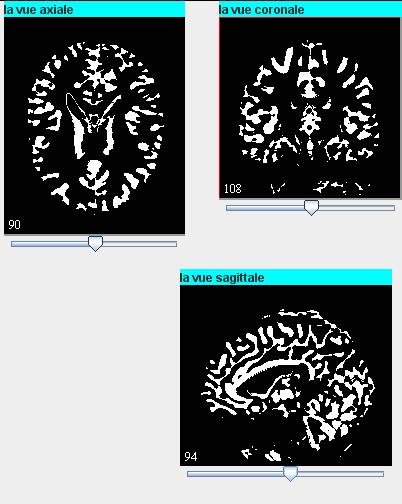 la vue axiale
90
la vue coronale
108
la vue sagittale
94